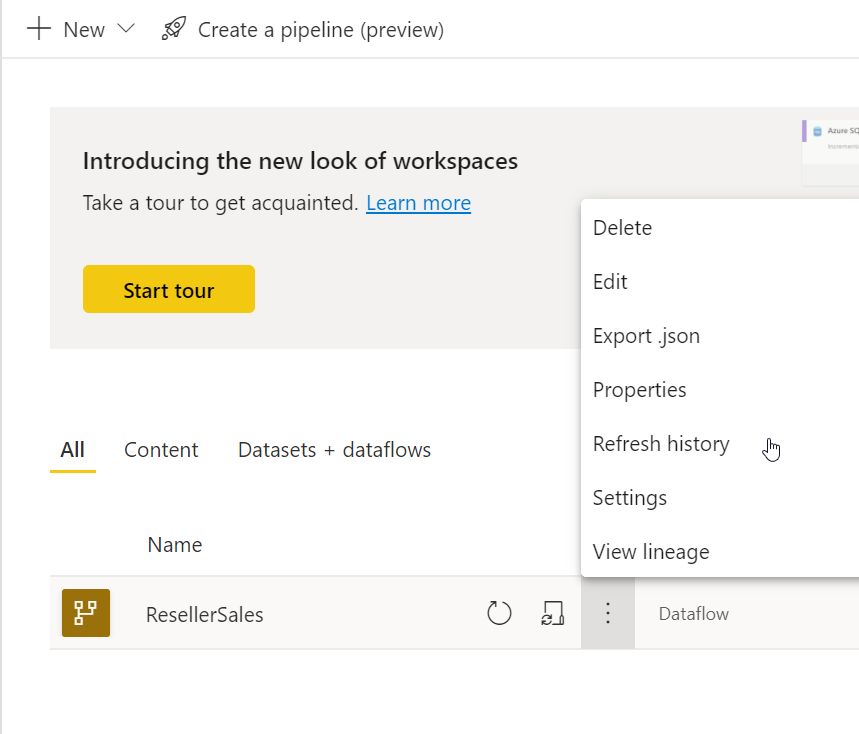 New
Create a pipeline (preview)
Azure SQ
Introducing the new look of workspaces
Take a tour to get acquainted. Learn more
Start tour
Delete
Edit
Export .json
Properties
Refresh history
Settings
View lineage
All
Content
Datasets + dataflows
Name
ResellerSales
Dataflow